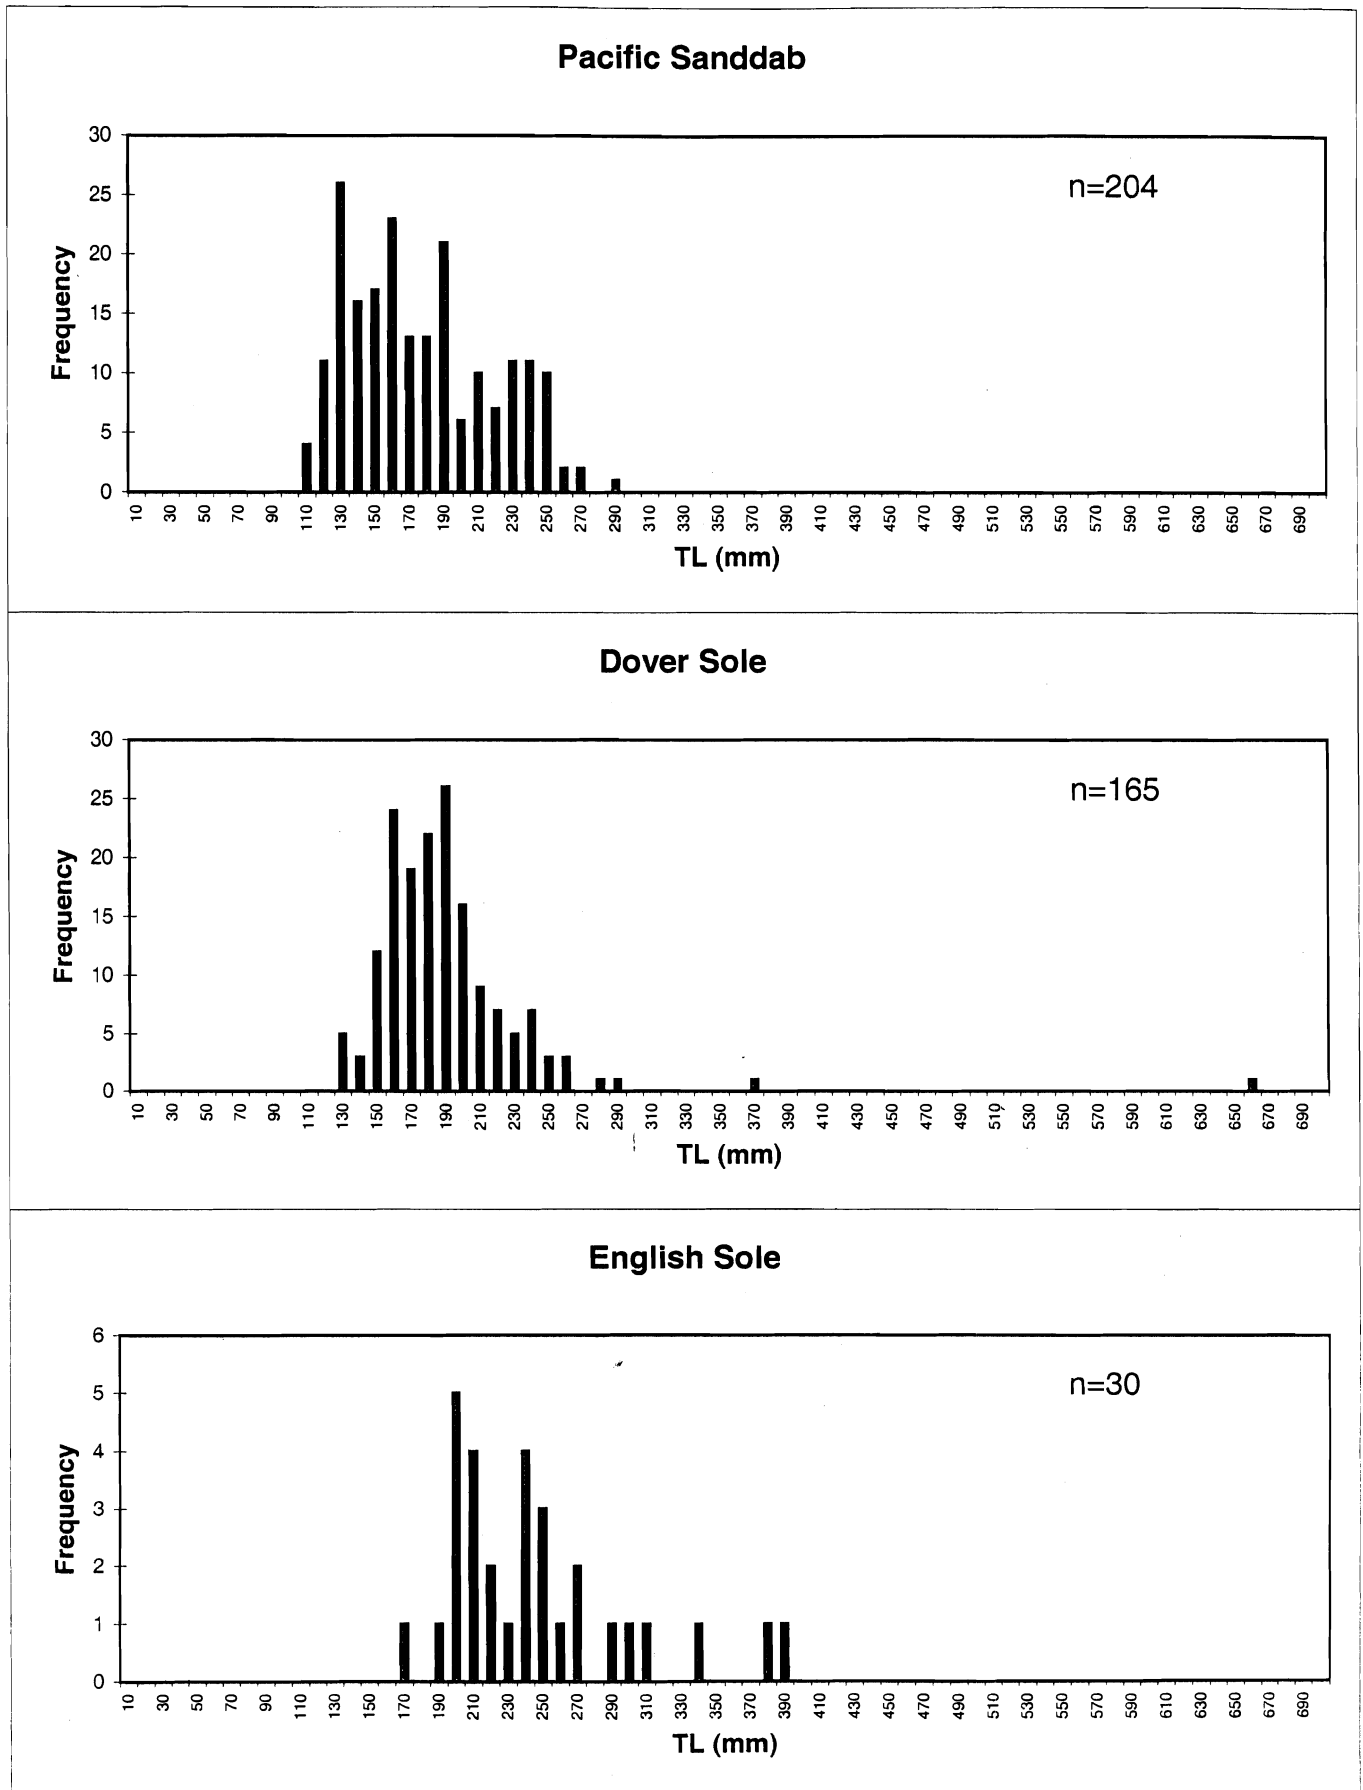 Pacific Sanddab
30
25
20
15
10
5
0
Frequency
n=204
10 30 50 70 90 110 130 150 170 190 210 230 250 270 290 310 330 350 370 390 410 430 450 470 490 510 530 550 570 590 610 630 650 670 690
TL (mm)
Dover Sole
30
25
20
15
10
5
0
Frequency
n=165
10 30 50 70 90 110 130 150 170 190 210 230 250 270 290 310 330 350 370 390 410 430 450 470 490 510 530 550 570 590 610 630 650 670 690
TL (mm)
English Sole
6
5
4
3
2
1
0
Frequency
n=30
10 30 50 70 90 110 130 150 170 190 210 230 250 270 290 310 330 350 370 390 410 430 450 470 490 510 530 550 570 590 610 630 650 670 690
TL (mm)